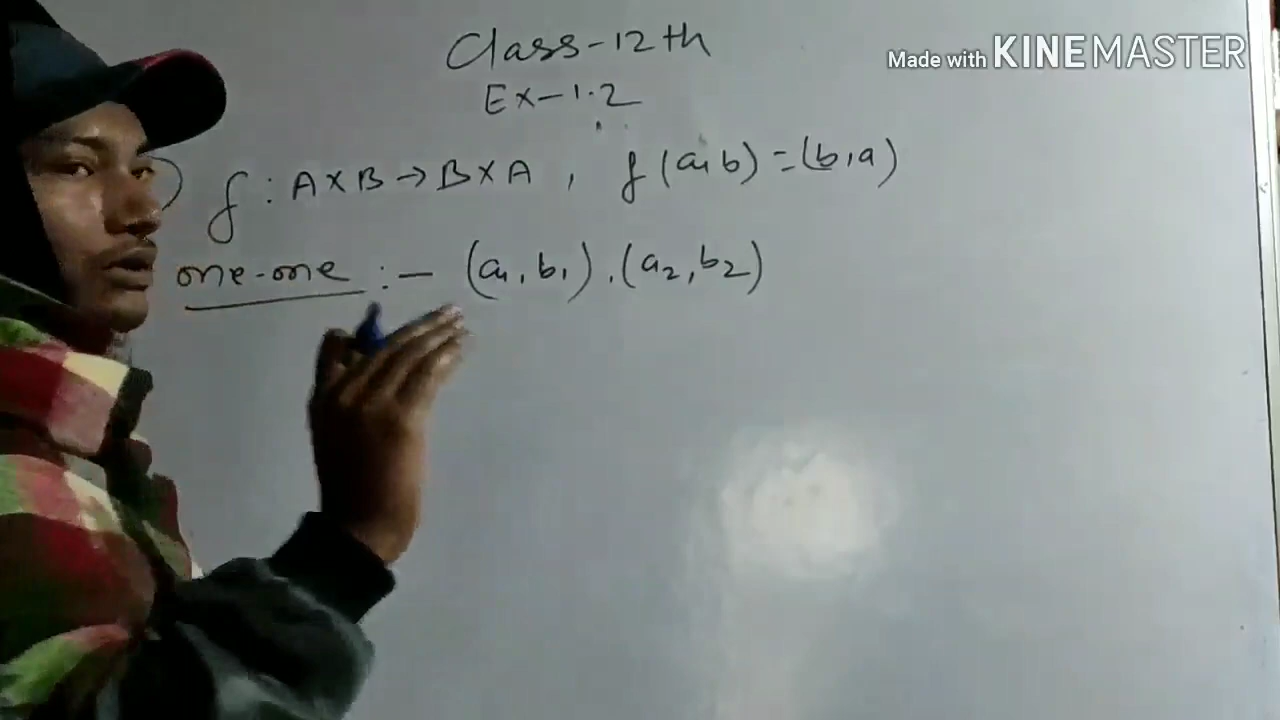 Class-12th
Made with KINEMASTER
Ex-1.2
) f : A×B → B×A , f(a,b) = (b,a)
one-one :- (a₁, b₁), (a₂, b₂)